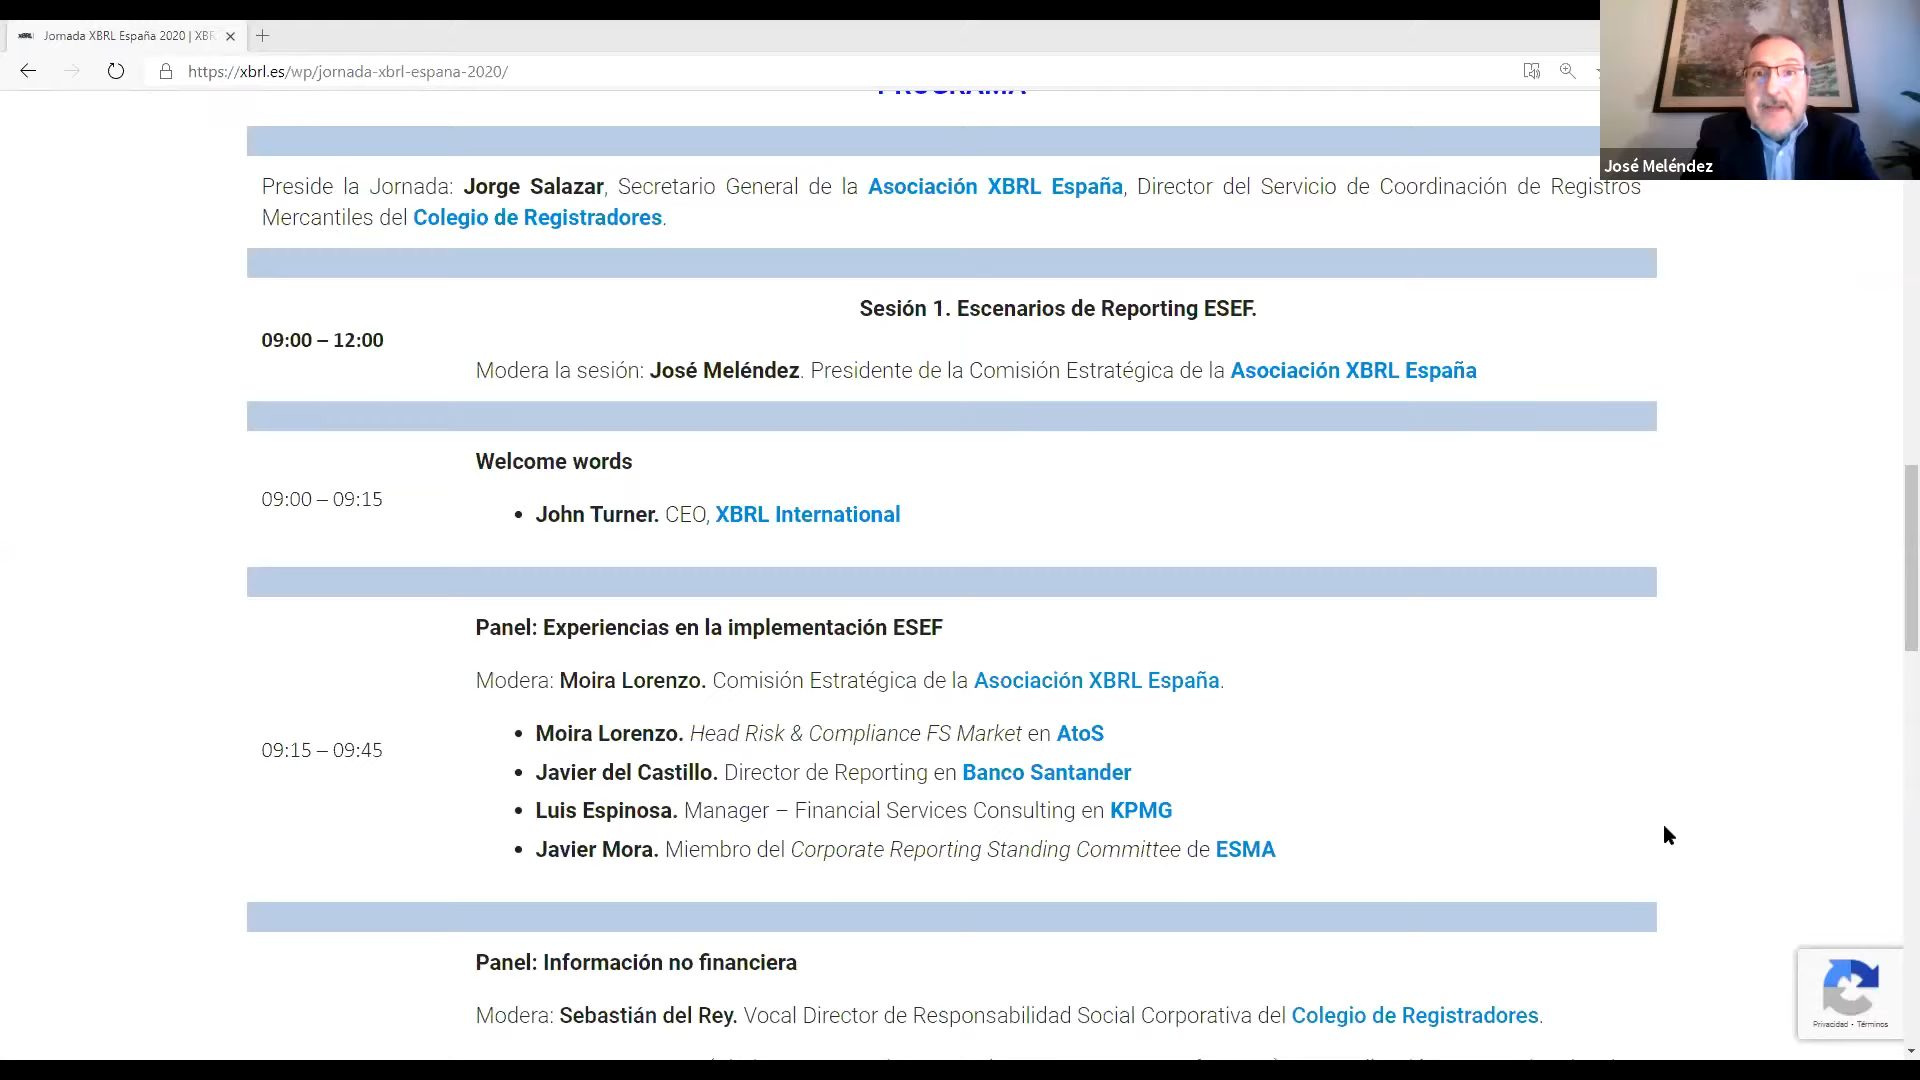 Jornada XBRL España 2020 | XBR
https://xbrl.es/wp/jornada-xbrl-espana-2020/
PROGRAMA
José Meléndez
Preside la Jornada: Jorge Salazar, Secretario General de la Asociación XBRL España, Director del Servicio de Coordinación de Registros
Mercantiles del Colegio de Registradores.
Sesión 1. Escenarios de Reporting ESEF.
09:00 – 12:00
Modera la sesión: José Meléndez. Presidente de la Comisión Estratégica de la Asociación XBRL España
Welcome words
09:00 – 09:15
• John Turner. CEO, XBRL International
Panel: Experiencias en la implementación ESEF
Modera: Moira Lorenzo. Comisión Estratégica de la Asociación XBRL España.
• Moira Lorenzo. Head Risk & Compliance FS Market en AtoS
09:15 – 09:45
• Javier del Castillo. Director de Reporting en Banco Santander
• Luis Espinosa. Manager – Financial Services Consulting en KPMG
• Javier Mora. Miembro del Corporate Reporting Standing Committee de ESMA
Panel: Información no financiera
Modera: Sebastián del Rey. Vocal Director de Responsabilidad Social Corporativa del Colegio de Registradores.
Privacidad - Términos